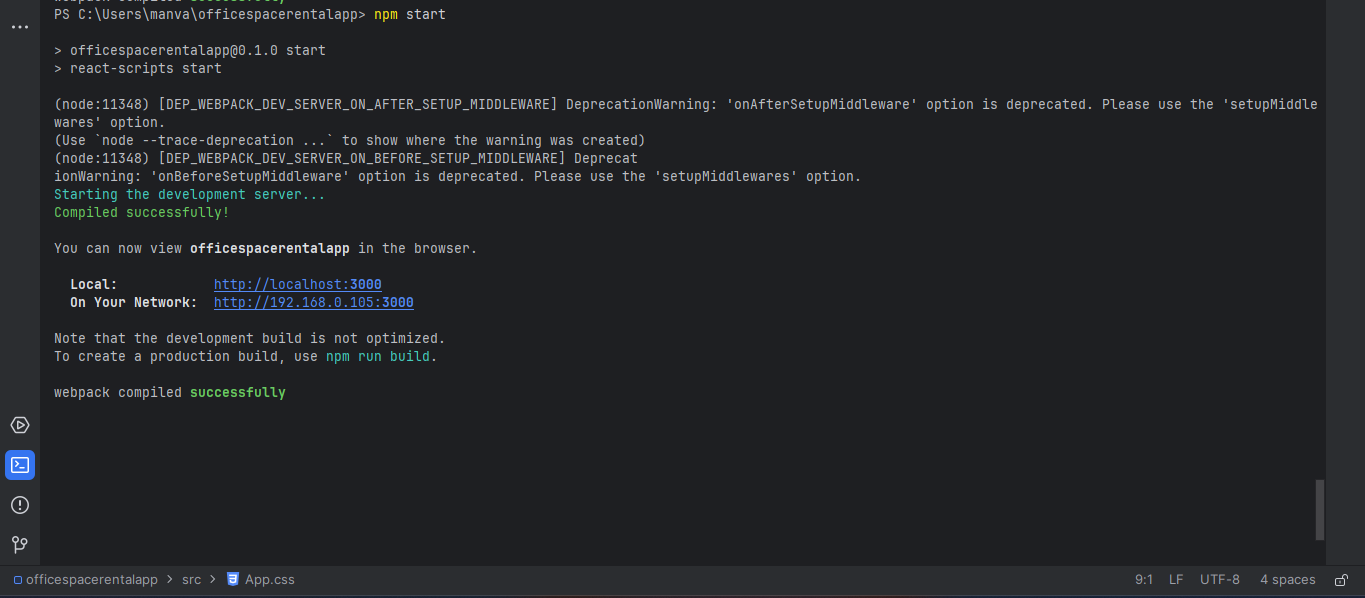 PS C:\Users\manva\officespacerentalapp> npm start
> officespacerentalapp@0.1.0 start
> react-scripts start
(node:11348) [DEP_WEBPACK_DEV_SERVER_ON_AFTER_SETUP_MIDDLEWARE] DeprecationWarning: 'onAfterSetupMiddleware' option is deprecated. Please use the 'setupMiddle
wares' option.
(Use `node --trace-deprecation ...` to show where the warning was created)
(node:11348) [DEP_WEBPACK_DEV_SERVER_ON_BEFORE_SETUP_MIDDLEWARE] Deprecat
ionWarning: 'onBeforeSetupMiddleware' option is deprecated. Please use the 'setupMiddlewares' option.
Starting the development server...
Compiled successfully!
You can now view officespacerentalapp in the browser.
Local: http://localhost:3000
On Your Network: http://192.168.0.105:3000
Note that the development build is not optimized.
To create a production build, use npm run build.
webpack compiled successfully
officespacerentalapp > src > App.css 9:1 LF UTF-8 4 spaces